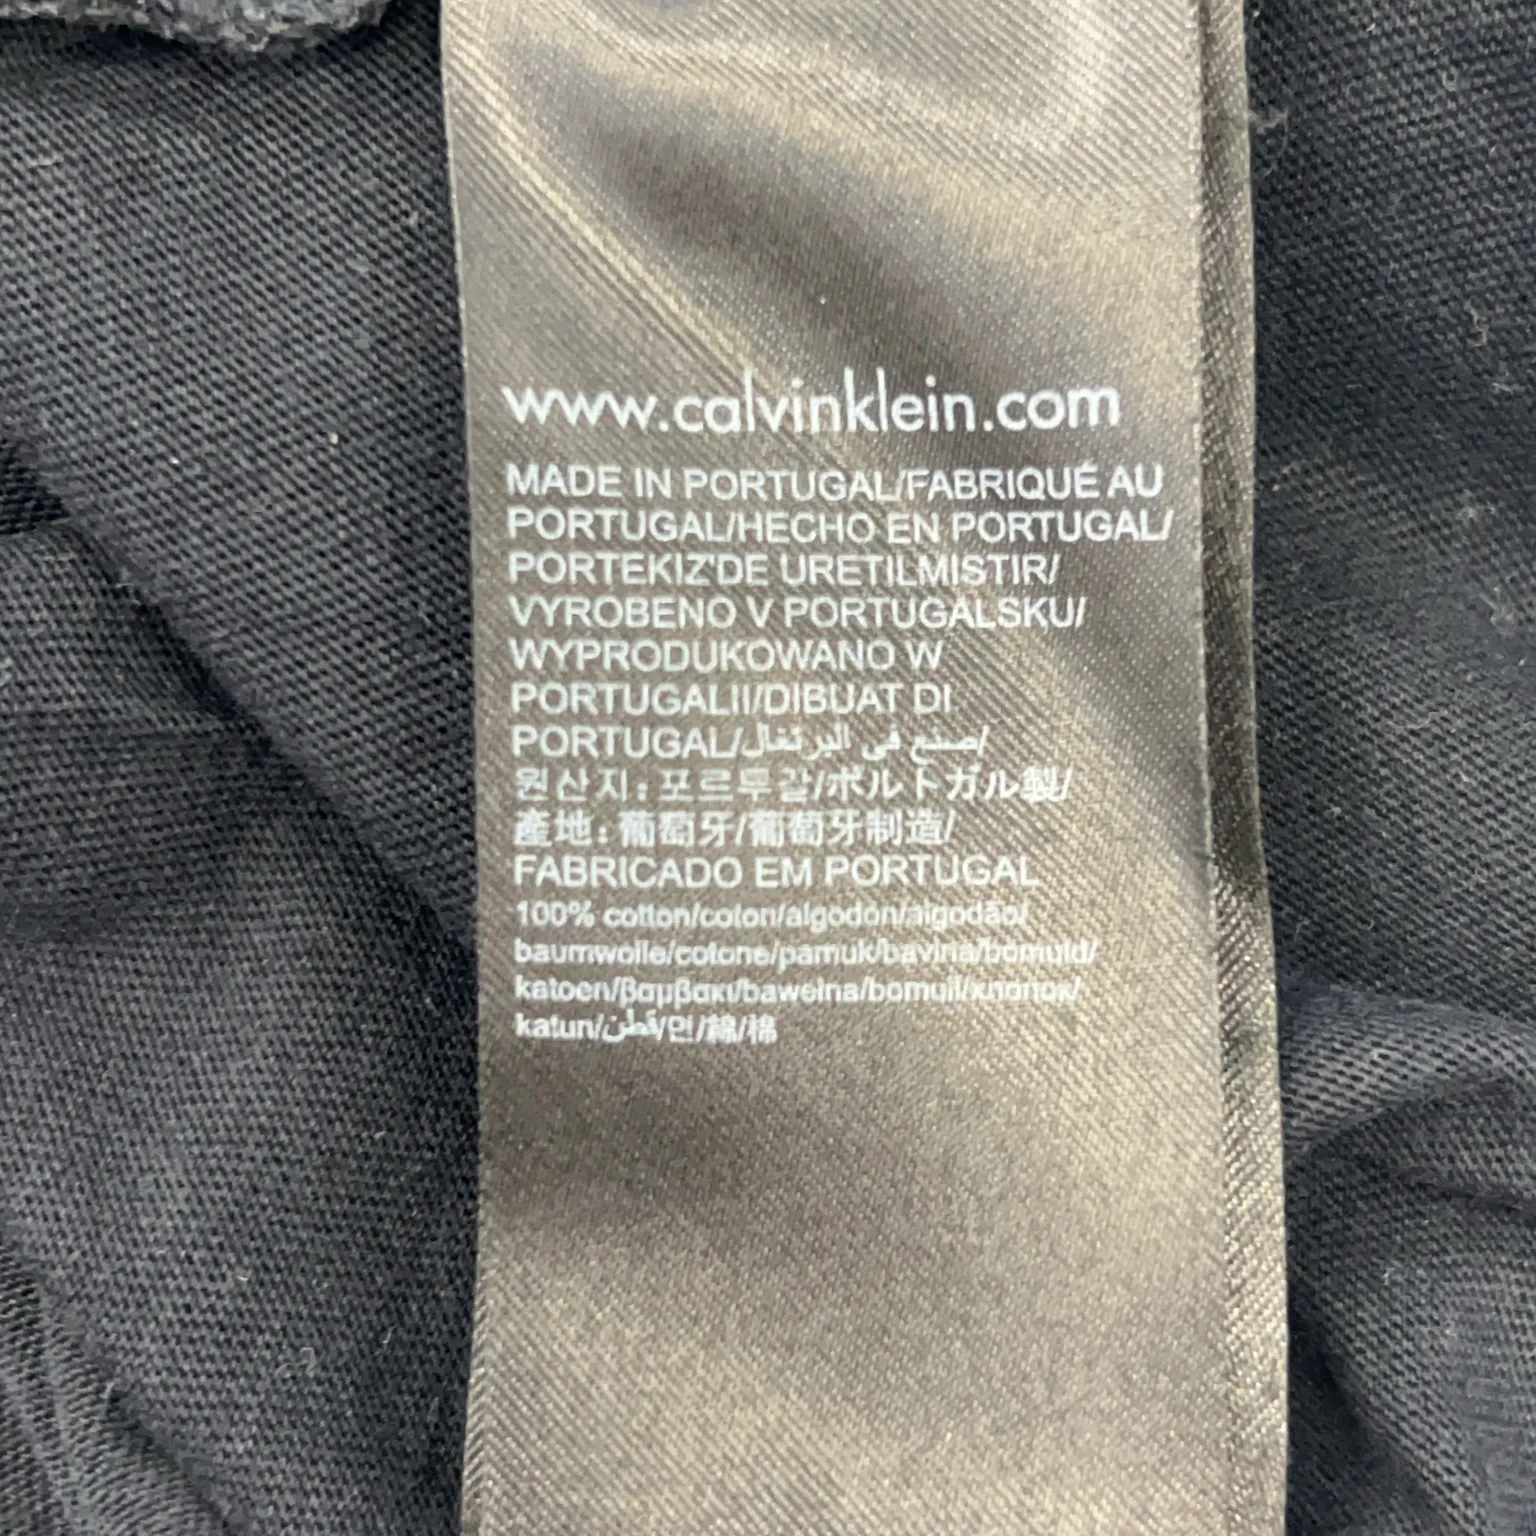 www.calvinklein.com
MADE IN PORTUGAL/FABRIQUÉ AU
PORTUGAL/HECHO EN PORTUGAL/
PORTEKIZ'DE URETILMISTIR/
VYROBENO V PORTUGALSKU/
WYPRODUKOWANO W
PORTUGALII/DIBUAT DI
PORTUGAL/صنع في البرتغال/
원산지:포르투갈/ポルトガル製/
產地:葡萄牙/葡萄牙制造/
FABRICADO EM PORTUGAL
100% cotton/coton/algodon/algodão/
baumwolle/cotone/pamuk/bavlna/bomuld/
katoen/βαμβακι/bawelna/bomull/хлопок/
katun/قطن/면/綿/棉